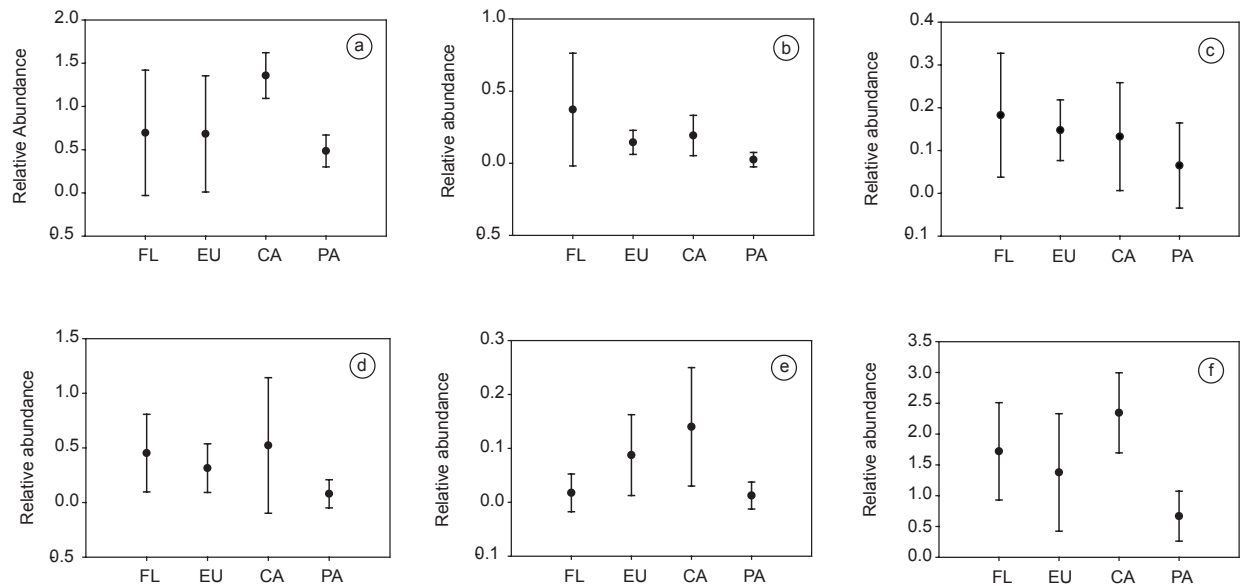 Relative Abundance
2.0
1.5
1.0
0.5
0.0
-0.5
a
FL EU CA PA
Relative abundance
1.0
0.5
0.0
-0.5
b
FL EU CA PA
Relative abundance
0.4
0.3
0.2
0.1
0.0
-0.1
c
FL EU CA PA
Relative abundance
1.5
1.0
0.5
0.0
-0.5
d
FL EU CA PA
Relative abundance
0.3
0.2
0.1
0.0
-0.1
e
FL EU CA PA
Relative abundance
3.5
3.0
2.5
2.0
1.5
1.0
0.5
0.0
f
FL EU CA PA